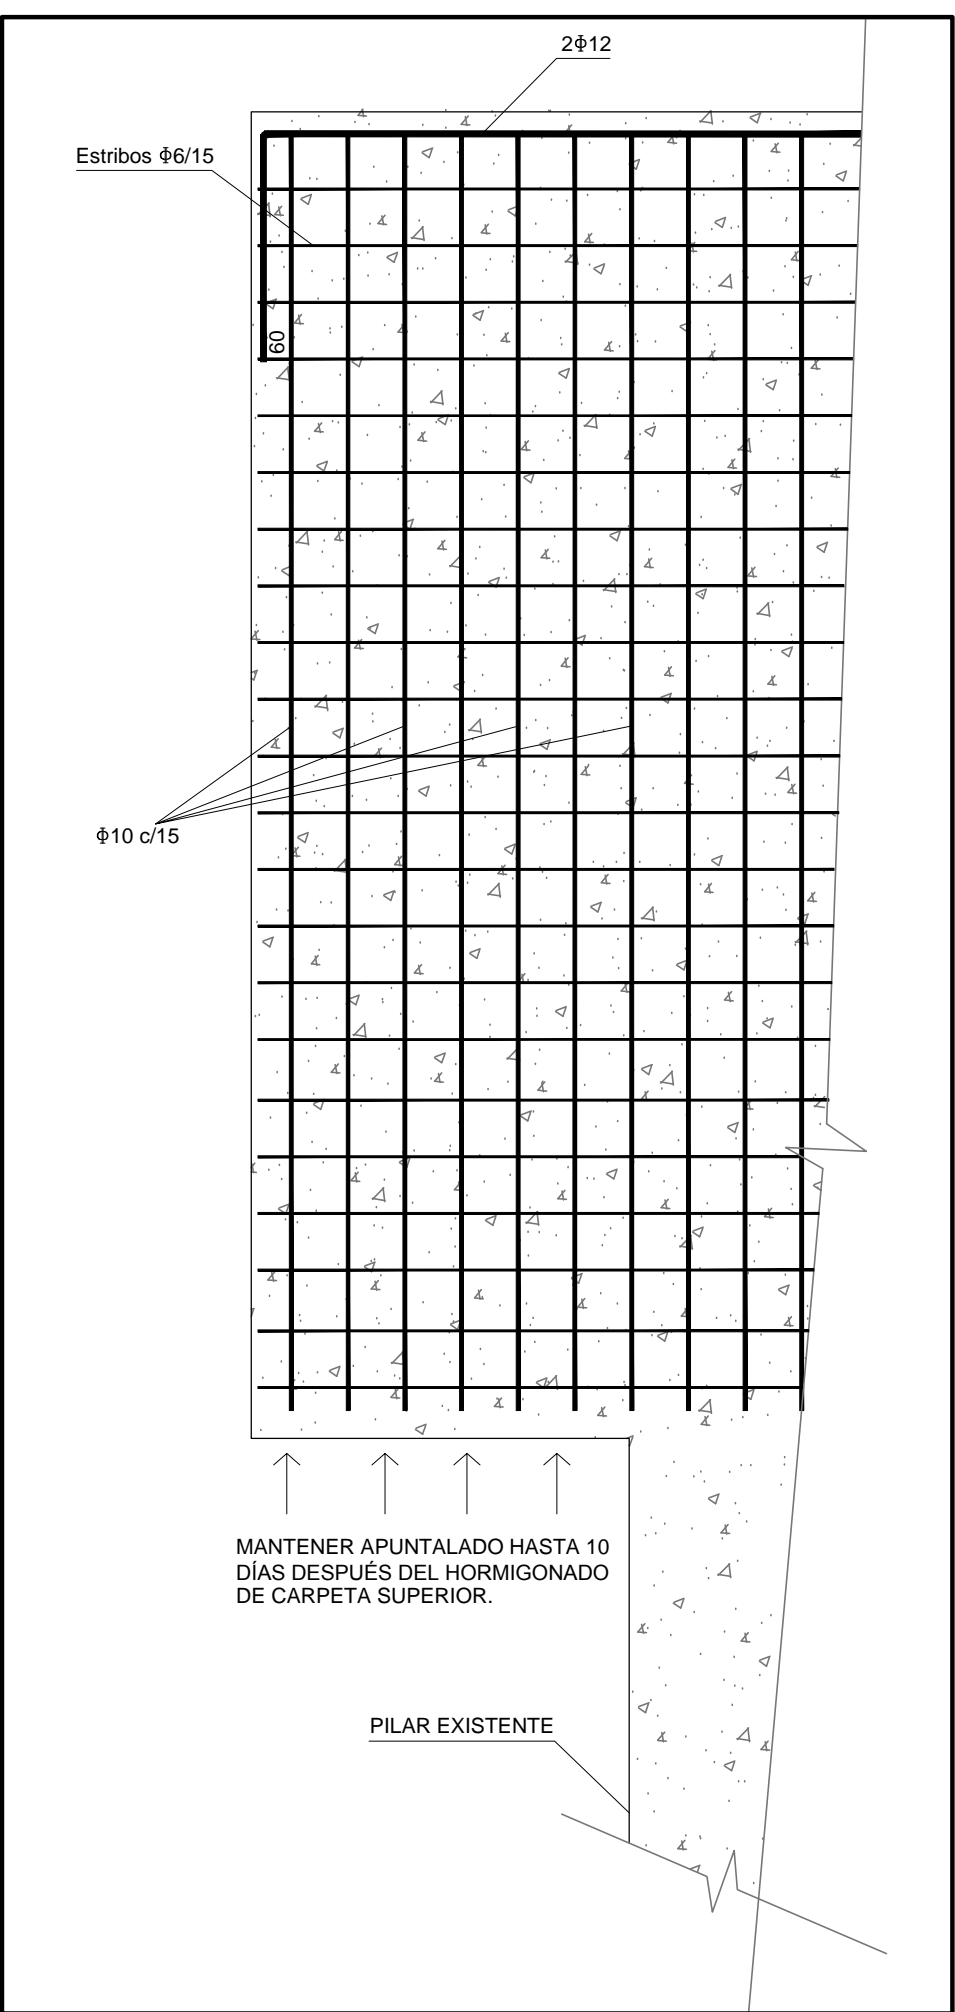 2Φ12
Estribos Φ6/15
60
Φ10 c/15
MANTENER APUNTALADO HASTA 10
DÍAS DESPUÉS DEL HORMIGONADO
DE CARPETA SUPERIOR.
PILAR EXISTENTE